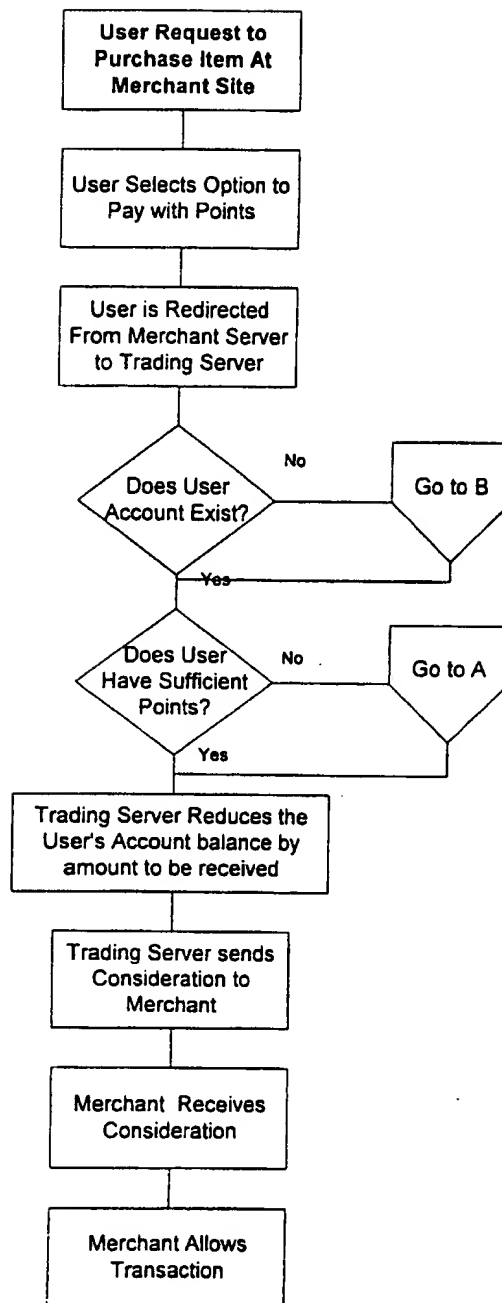 User Request to
Purchase Item At
Merchant Site
User Selects Option to
Pay with Points
User is Redirected
From Merchant Server
to Trading Server
Does User
Account Exist?
No
Go to B
Yes
Does User
Have Sufficient
Points?
No
Go to A
Yes
Trading Server Reduces the
User's Account balance by
amount to be received
Trading Server sends
Consideration to
Merchant
Merchant Receives
Consideration
Merchant Allows
Transaction